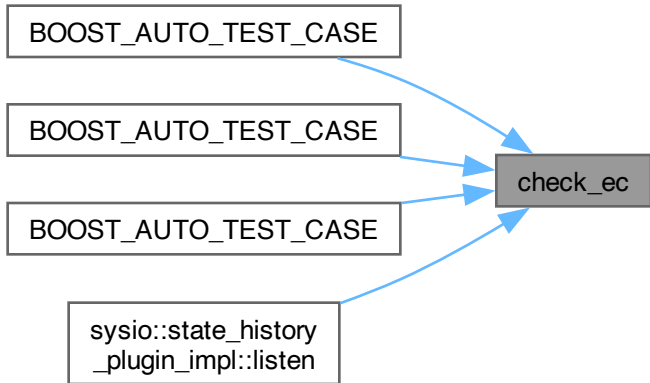 BOOST_AUTO_TEST_CASE
BOOST_AUTO_TEST_CASE
check_ec
BOOST_AUTO_TEST_CASE
sysio::state_history
_plugin_impl::listen